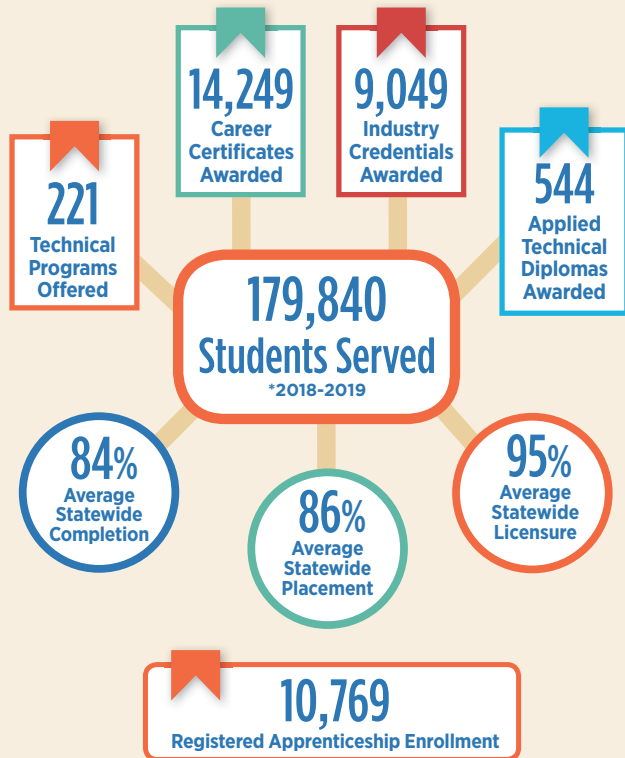 14,249
Career
Certificates
Awarded
9,049
Industry
Credentials
Awarded
221
Technical
Programs
Offered
544
Applied
Technical
Diplomas
Awarded
179,840
Students Served
*2018-2019
84%
Average
Statewide
Completion
86%
Average
Statewide
Placement
95%
Average
Statewide
Licensure
10,769
Registered Apprenticeship Enrollment